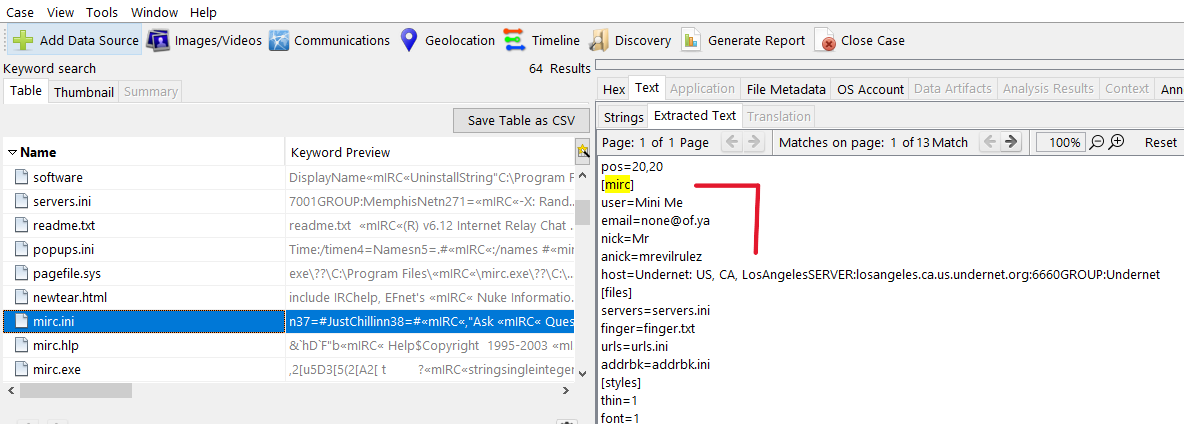 Case View Tools Window Help
Add Data Source Images/Videos Communications Geolocation Timeline Discovery Generate Report Close Case
Keyword search 64 Results
Table Thumbnail Summary
Save Table as CSV
Name Keyword Preview
software DisplayName«mIRC«UninstallString"C:\Program F
servers.ini 7001GROUP:MemphisNetn271=«mIRC«-X: Rand...
readme.txt readme.txt «mIRC«(R) v6.12 Internet Relay Chat ...
popups.ini Time:/timen4=Namesn5=.#«mIRC«:/names #«mir
pagefile.sys exe\??\C:\Program Files\«mIRC«\mirc.exe\??\C:\...
newtear.html include IRChelp, EFnet's «mIRC« Nuke Informatio...
mirc.ini n37=#JustChillinn38=#«mIRC«,"Ask «mIRC« Ques
mirc.hlp &`hD`F"b«mIRC« Help$Copyright 1995-2003 «mI
mirc.exe ,2[u5D3[5(2[A2[ t ?«mIRC«stringsingleinteger
Hex Text Application File Metadata OS Account Data Artifacts Analysis Results Context Ann
Strings Extracted Text Translation
Page: 1 of 1 Page Matches on page: 1 of 13 Match 100% Reset
pos=20,20
[mirc]
user=Mini Me
email=none@of.ya
nick=Mr
anick=mrevilrulez
host=Undernet: US, CA, LosAngelesSERVER:losangeles.ca.us.undernet.org:6660GROUP:Undernet
[files]
servers=servers.ini
finger=finger.txt
urls=urls.ini
addrbk=addrbk.ini
[styles]
thin=1
font=1